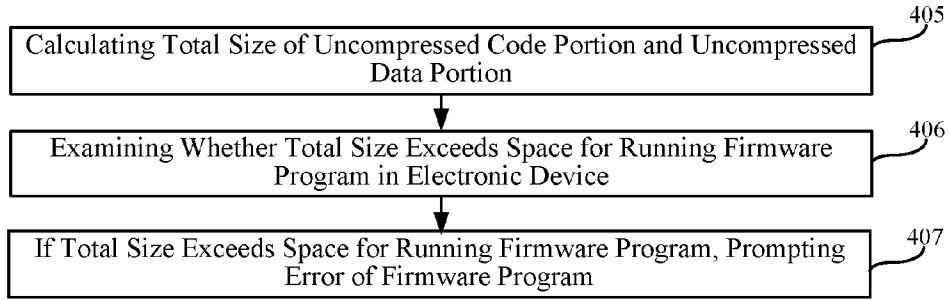 405
Calculating Total Size of Uncompressed Code Portion and Uncompressed
Data Portion
406
Examining Whether Total Size Exceeds Space for Running Firmware
Program in Electronic Device
407
If Total Size Exceeds Space for Running Firmware Program, Prompting
Error of Firmware Program